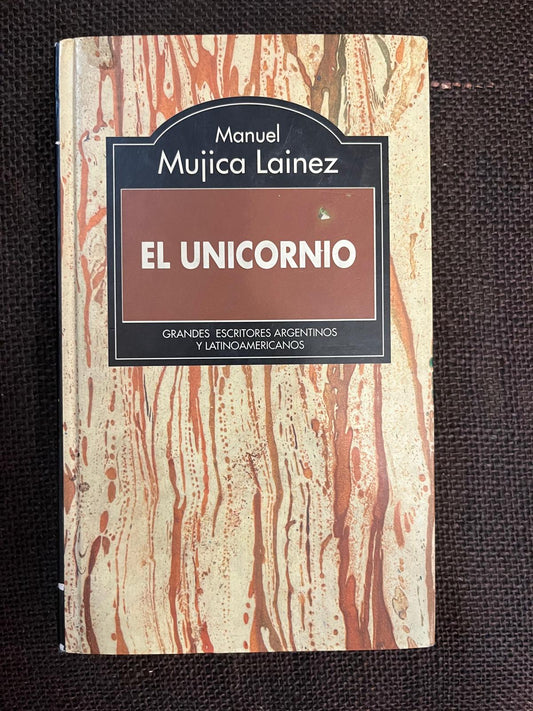 Manuel
Mujica Lainez
EL UNICORNIO
GRANDES ESCRITORES ARGENTINOS
Y LATINOAMERICANOS